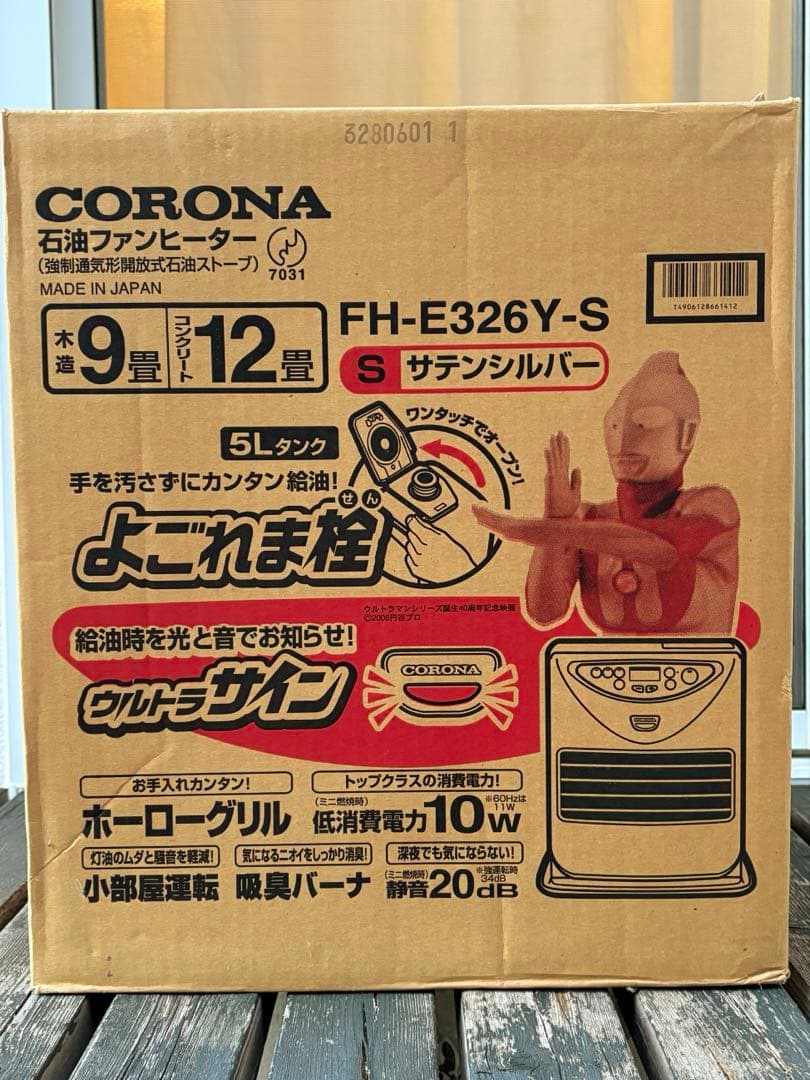 3280601 1
CORONA
石油ファンヒーター
(強制通気形開放式石油ストーブ)
7031
MADE IN JAPAN
T4906128661412
木造9畳 コンクリート12畳
FH-E326Y-S
S サテンシルバー
5Lタンク
ワンタッチでオープン!
手を汚さずにカンタン給油!
よごれま栓
せん
ウルトラマンシリーズ誕生40周年記念映画
©2006円谷プロ
給油時を光と音でお知らせ!
ウルトラサイン
CORONA
お手入れカンタン!
ホーローグリル
トップクラスの消費電力!
(ミニ燃焼時)
低消費電力10W
※60Hzは
11W
灯油のムダと騒音を軽減!
小部屋運転
気になるニオイをしっかり消臭!
吸臭バーナ
深夜でも気にならない!
(ミニ燃焼時)
静音20dB
※強運転時
34dB